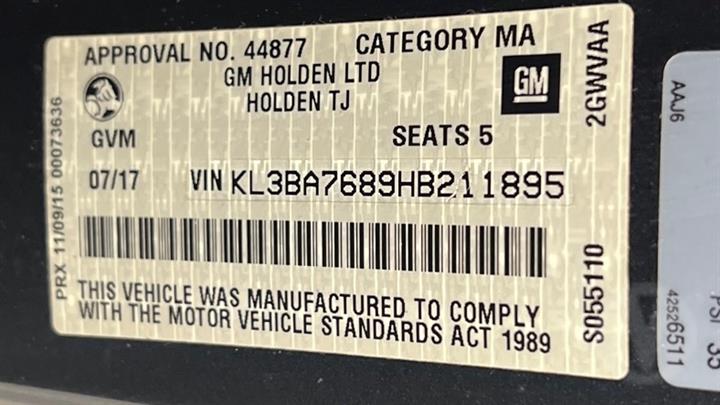 APPROVAL NO. 44877 CATEGORY MA
GM HOLDEN LTD
HOLDEN TJ
GM
GVM SEATS 5
07/17 VIN KL3BA7689HB211895
THIS VEHICLE WAS MANUFACTURED TO COMPLY
WITH THE MOTOR VEHICLE STANDARDS ACT 1989
PRX 11/09/15 00073636
2GWVAA
S055110
AAJ6
42526511
PSI 35